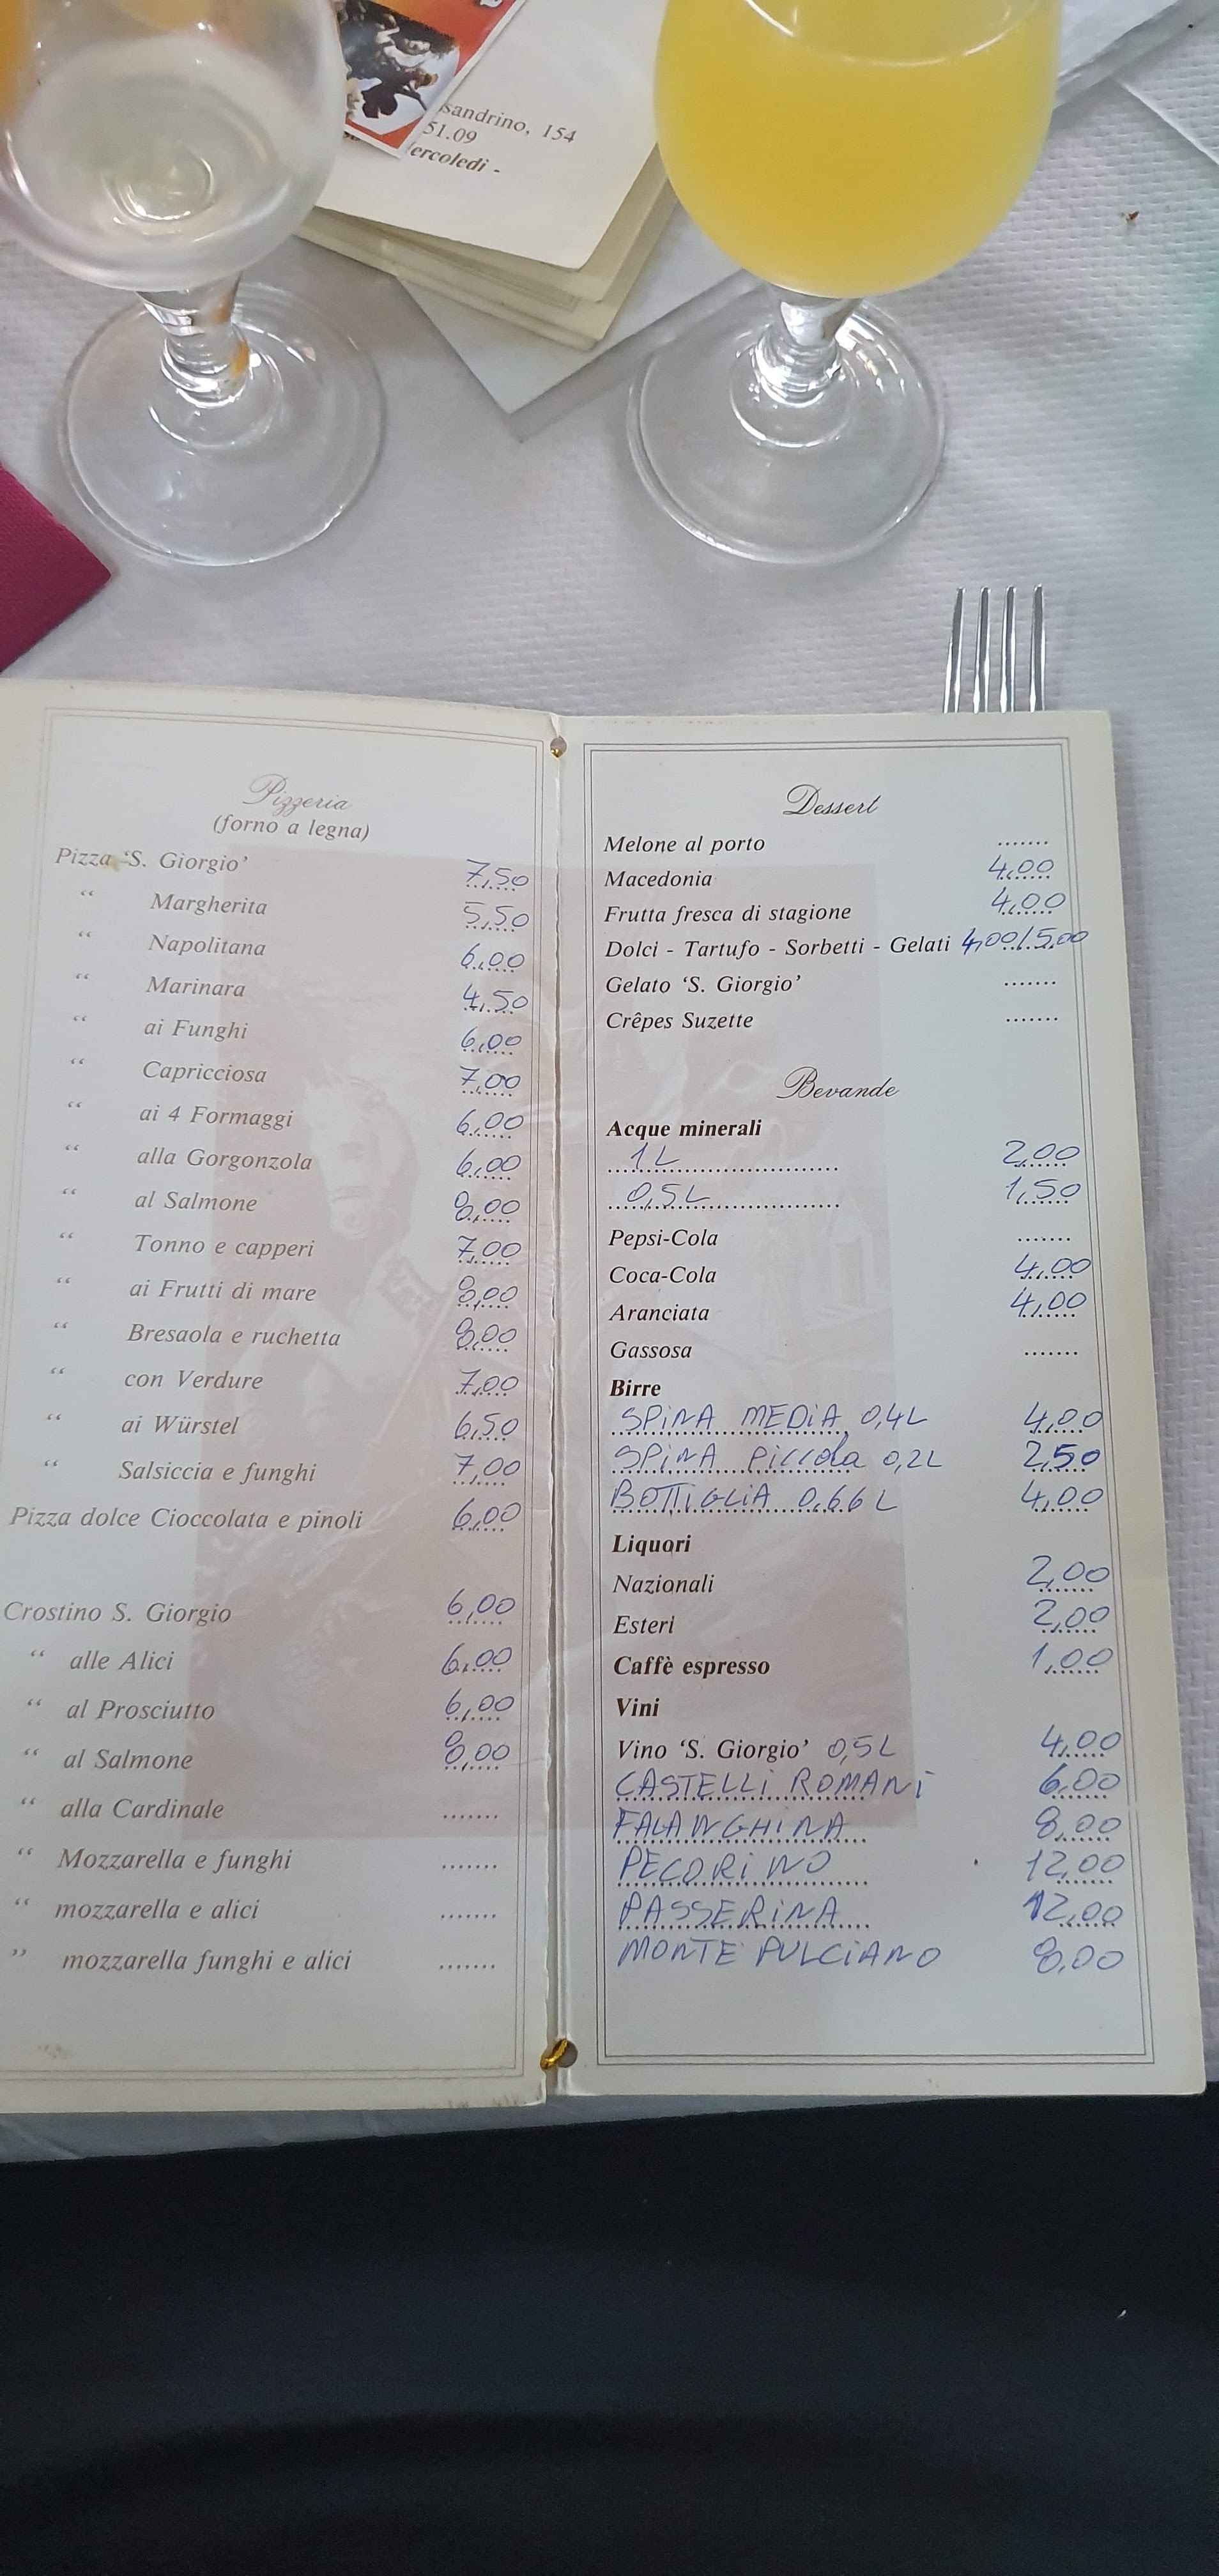 sandrino, 154
51.09
ercoledì -
Pizzeria
(forno a legna)
Pizza ‘S. Giorgio’ 7,50
“ Margherita 5,50
“ Napolitana 6,00
“ Marinara 4,50
“ ai Funghi 6,00
“ Capricciosa 7,00
“ ai 4 Formaggi 6,00
“ alla Gorgonzola 6,00
“ al Salmone 8,00
“ Tonno e capperi 7,00
“ ai Frutti di mare 8,00
“ Bresaola e ruchetta 8,00
“ con Verdure 7,00
“ ai Würstel 6,50
“ Salsiccia e funghi 7,00
Pizza dolce Cioccolata e pinoli 6,00
Crostino S. Giorgio 6,00
“ alle Alici 6,00
“ al Prosciutto 6,00
“ al Salmone 8,00
“ alla Cardinale .......
“ Mozzarella e funghi .......
“ mozzarella e alici .......
” mozzarella funghi e alici .......
Dessert
Melone al porto .......
Macedonia 4,00
Frutta fresca di stagione 4,00
Dolci - Tartufo - Sorbetti - Gelati 4,00/5,00
Gelato ‘S. Giorgio’ .......
Crêpes Suzette .......
Bevande
Acque minerali
1L 2,00
0,5L 1,50
Pepsi-Cola .......
Coca-Cola 4,00
Aranciata 4,00
Gassosa .......
Birre
SPiNA MEDiA 0,4L 4,00
SPiNA Piccola 0,2L 2,50
BOTTiGLiA 0,66L 4,00
Liquori
Nazionali 2,00
Esteri 2,00
Caffè espresso 1,00
Vini
Vino ‘S. Giorgio’ 0,5L 4,00
CASTELLi ROMANi 6,00
FALANGHINA 8,00
PECORiNO 12,00
PASSERiNA 12,00
MONTE PULCiANO 8,00